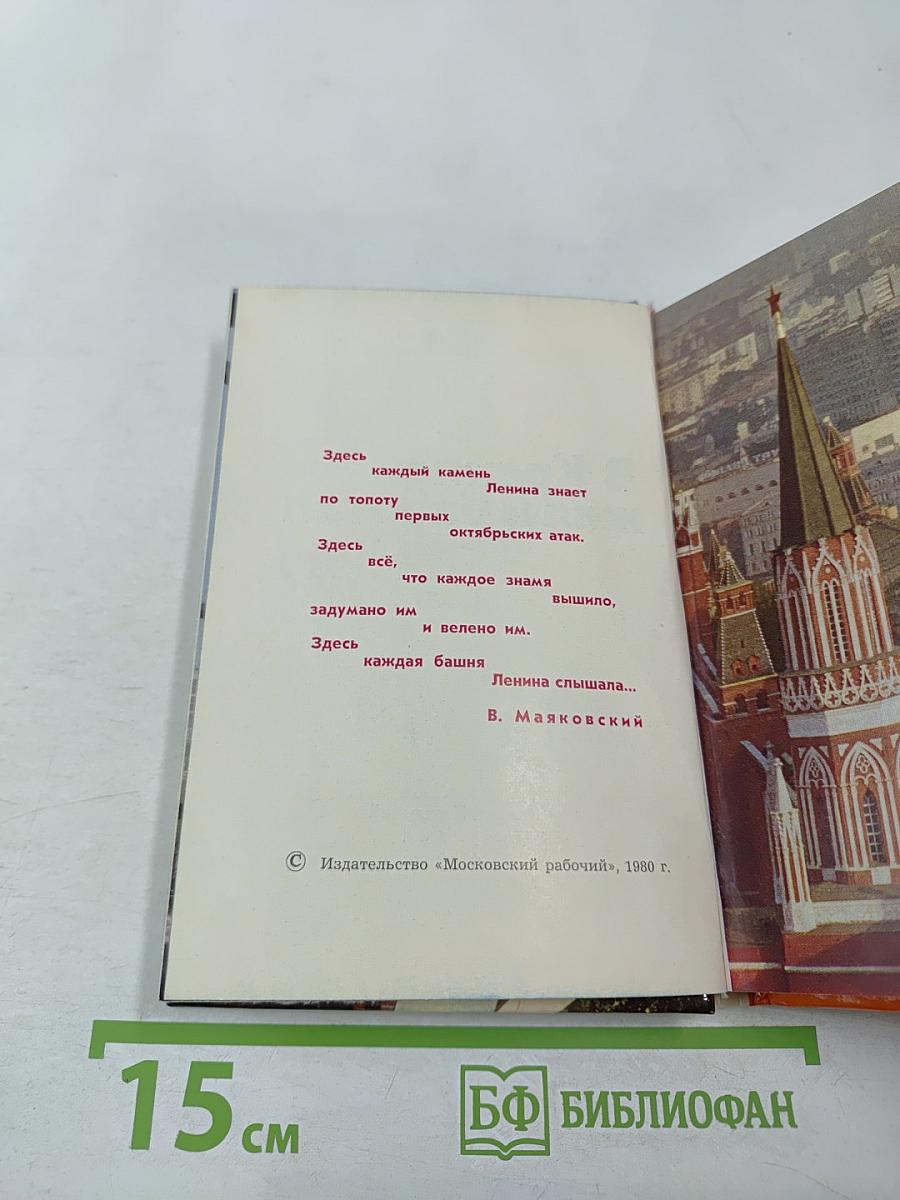 Здесь
каждый камень
Ленина знает
по топоту
первых
октябрьских атак.
Здесь
всё,
что каждое знамя
вышило,
задумано им
и велено им.
Здесь
каждая башня
Ленина слышала...
В. Маяковский
© Издательство «Московский рабочий», 1980 г.
15 см
БФ БИБЛИОФАН